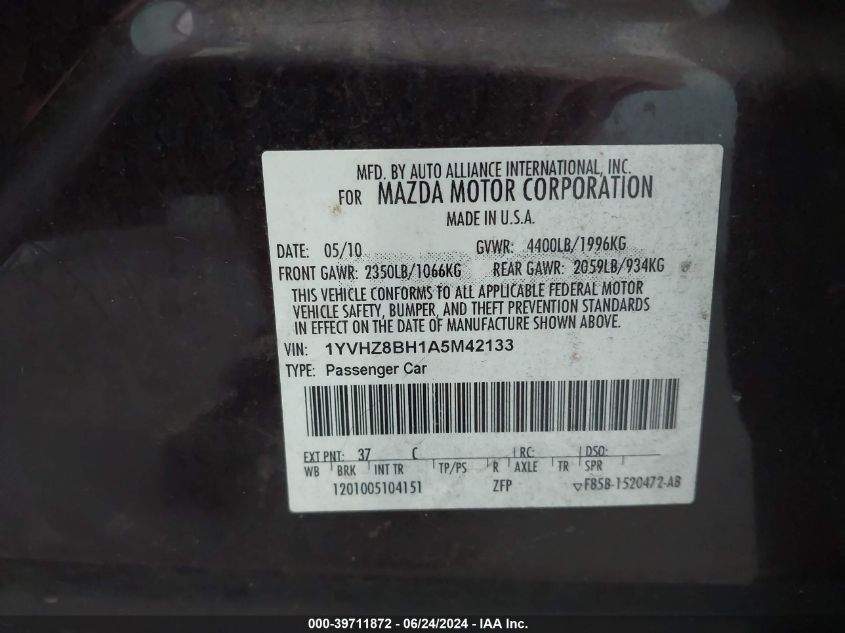 MFD. BY AUTO ALLIANCE INTERNATIONAL, INC.
FOR MAZDA MOTOR CORPORATION
MADE IN U.S.A.
DATE: 05/10 GVWR: 4400LB/1996KG
FRONT GAWR: 2350LB/1066KG REAR GAWR: 2059LB/934KG
THIS VEHICLE CONFORMS TO ALL APPLICABLE FEDERAL MOTOR
VEHICLE SAFETY, BUMPER, AND THEFT PREVENTION STANDARDS
IN EFFECT ON THE DATE OF MANUFACTURE SHOWN ABOVE.
VIN: 1YVHZ8BH1A5M42133
TYPE: Passenger Car
EXT PNT: 37 C RC: DSO:
WB BRK INT TR TP/PS R AXLE TR SPR
1201005104151 ZFP ▽F85B-1520472-AB
000-39711872 - 06/24/2024 - IAA Inc.